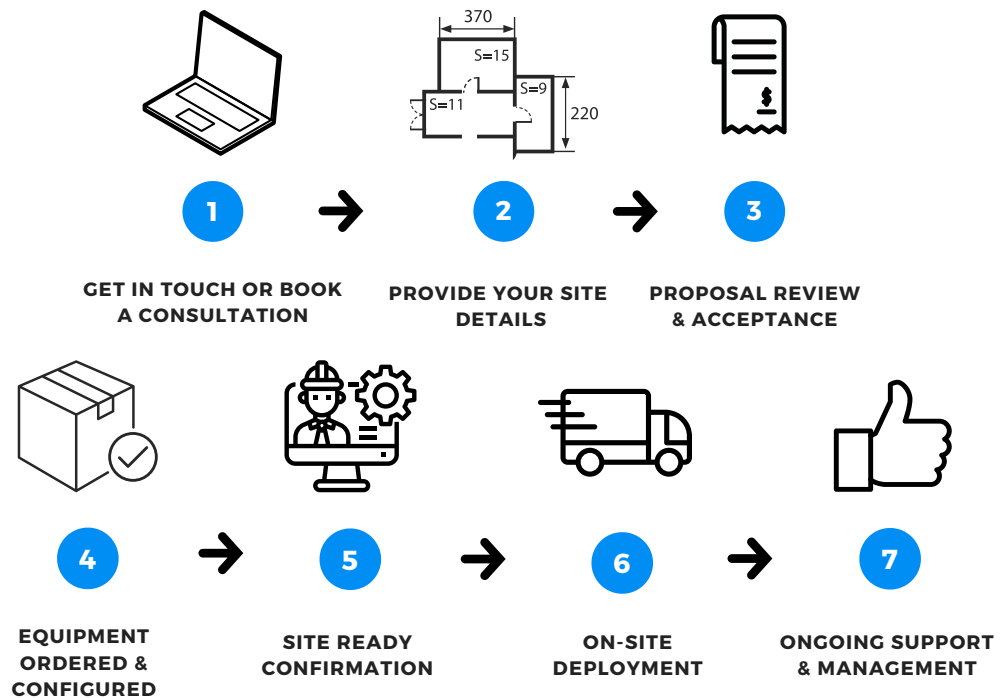 370
S=15
S=11
S=9
220
$
1
2
3
GET IN TOUCH OR BOOK
A CONSULTATION
PROVIDE YOUR SITE
DETAILS
PROPOSAL REVIEW
& ACCEPTANCE
4
5
6
7
EQUIPMENT
ORDERED &
CONFIGURED
SITE READY
CONFIRMATION
ON-SITE
DEPLOYMENT
ONGOING SUPPORT
& MANAGEMENT